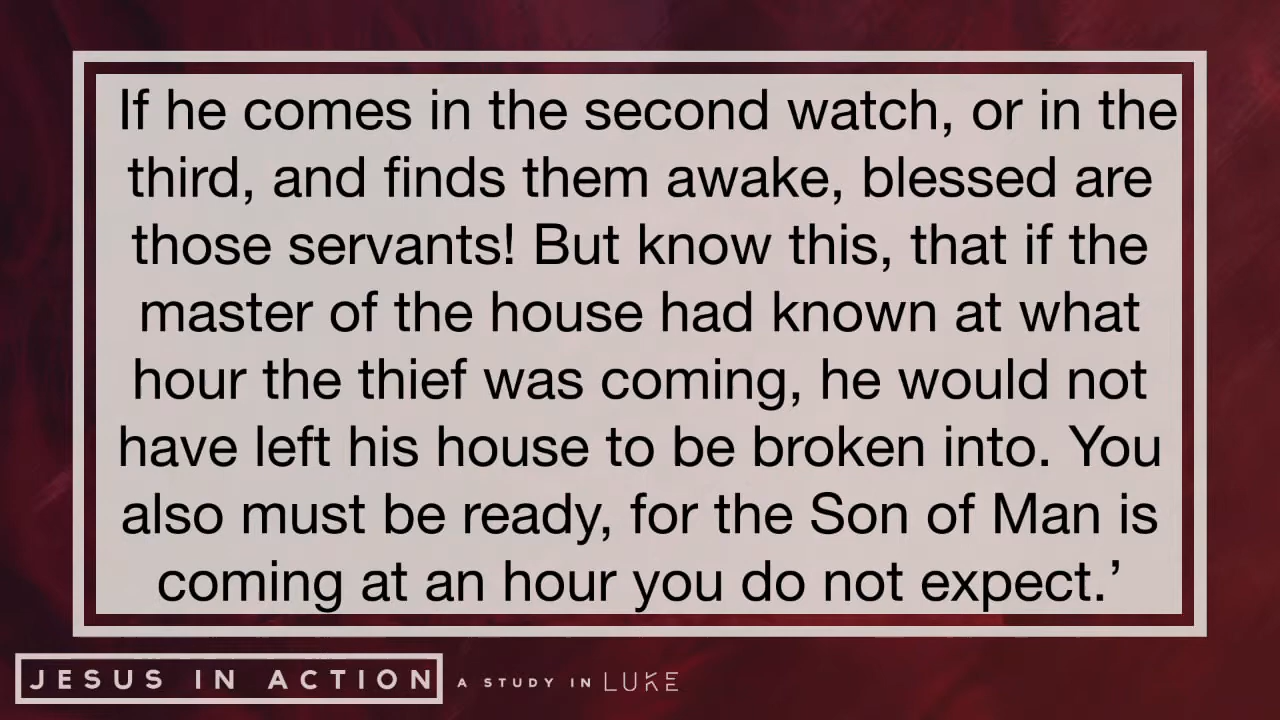 If he comes in the second watch, or in the
third, and finds them awake, blessed are
those servants! But know this, that if the
master of the house had known at what
hour the thief was coming, he would not
have left his house to be broken into. You
also must be ready, for the Son of Man is
coming at an hour you do not expect.’
JESUS IN ACTION A STUDY IN LUKE